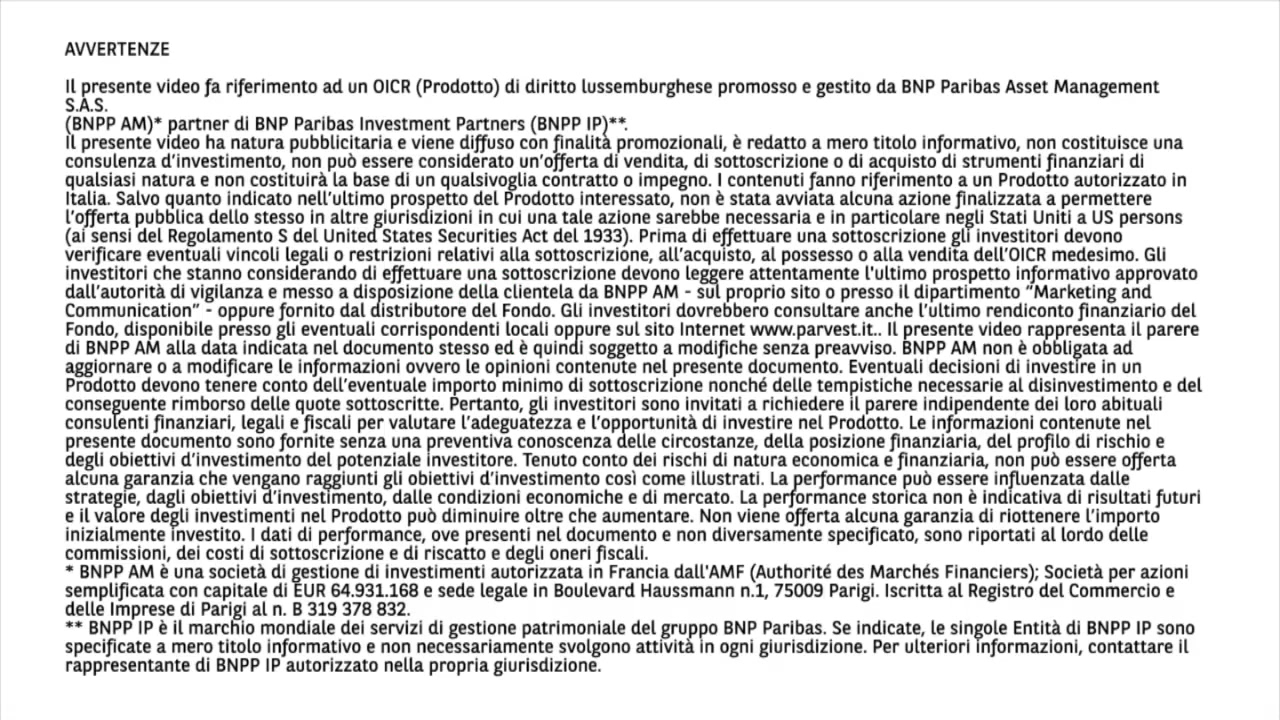 AVVERTENZE
Il presente video fa riferimento ad un OICR (Prodotto) di diritto lussemburghese promosso e gestito da BNP Paribas Asset Management
S.A.S.
(BNPP AM)* partner di BNP Paribas Investment Partners (BNPP IP)**.
Il presente video ha natura pubblicitaria e viene diffuso con finalità promozionali, è redatto a mero titolo informativo, non costituisce una
consulenza d'investimento, non può essere considerato un'offerta di vendita, di sottoscrizione o di acquisto di strumenti finanziari di
qualsiasi natura e non costituirà la base di un qualsivoglia contratto o impegno. I contenuti fanno riferimento a un Prodotto autorizzato in
Italia. Salvo quanto indicato nell'ultimo prospetto del Prodotto interessato, non è stata avviata alcuna azione finalizzata a permettere
l'offerta pubblica dello stesso in altre giurisdizioni in cui una tale azione sarebbe necessaria e in particolare negli Stati Uniti a US persons
(ai sensi del Regolamento S del United States Securities Act del 1933). Prima di effettuare una sottoscrizione gli investitori devono
verificare eventuali vincoli legali o restrizioni relativi alla sottoscrizione, all'acquisto, al possesso o alla vendita dell'OICR medesimo. Gli
investitori che stanno considerando di effettuare una sottoscrizione devono leggere attentamente l'ultimo prospetto informativo approvato
dall'autorità di vigilanza e messo a disposizione della clientela da BNPP AM - sul proprio sito o presso il dipartimento “Marketing and
Communication” - oppure fornito dal distributore del Fondo. Gli investitori dovrebbero consultare anche l'ultimo rendiconto finanziario del
Fondo, disponibile presso gli eventuali corrispondenti locali oppure sul sito Internet www.parvest.it.. Il presente video rappresenta il parere
di BNPP AM alla data indicata nel documento stesso ed è quindi soggetto a modifiche senza preavviso. BNPP AM non è obbligata ad
aggiornare o a modificare le informazioni ovvero le opinioni contenute nel presente documento. Eventuali decisioni di investire in un
Prodotto devono tenere conto dell'eventuale importo minimo di sottoscrizione nonché delle tempistiche necessarie al disinvestimento e del
conseguente rimborso delle quote sottoscritte. Pertanto, gli investitori sono invitati a richiedere il parere indipendente dei loro abituali
consulenti finanziari, legali e fiscali per valutare l'adeguatezza e l'opportunità di investire nel Prodotto. Le informazioni contenute nel
presente documento sono fornite senza una preventiva conoscenza delle circostanze, della posizione finanziaria, del profilo di rischio e
degli obiettivi d'investimento del potenziale investitore. Tenuto conto dei rischi di natura economica e finanziaria, non può essere offerta
alcuna garanzia che vengano raggiunti gli obiettivi d'investimento così come illustrati. La performance può essere influenzata dalle
strategie, dagli obiettivi d'investimento, dalle condizioni economiche e di mercato. La performance storica non è indicativa di risultati futuri
e il valore degli investimenti nel Prodotto può diminuire oltre che aumentare. Non viene offerta alcuna garanzia di riottenere l'importo
inizialmente investito. I dati di performance, ove presenti nel documento e non diversamente specificato, sono riportati al lordo delle
commissioni, dei costi di sottoscrizione e di riscatto e degli oneri fiscali.
* BNPP AM è una società di gestione di investimenti autorizzata in Francia dall'AMF (Authorité des Marchés Financiers); Società per azioni
semplificata con capitale di EUR 64.931.168 e sede legale in Boulevard Haussmann n.1, 75009 Parigi. Iscritta al Registro del Commercio e
delle Imprese di Parigi al n. B 319 378 832.
** BNPP IP è il marchio mondiale dei servizi di gestione patrimoniale del gruppo BNP Paribas. Se indicate, le singole Entità di BNPP IP sono
specificate a mero titolo informativo e non necessariamente svolgono attività in ogni giurisdizione. Per ulteriori informazioni, contattare il
rappresentante di BNPP IP autorizzato nella propria giurisdizione.